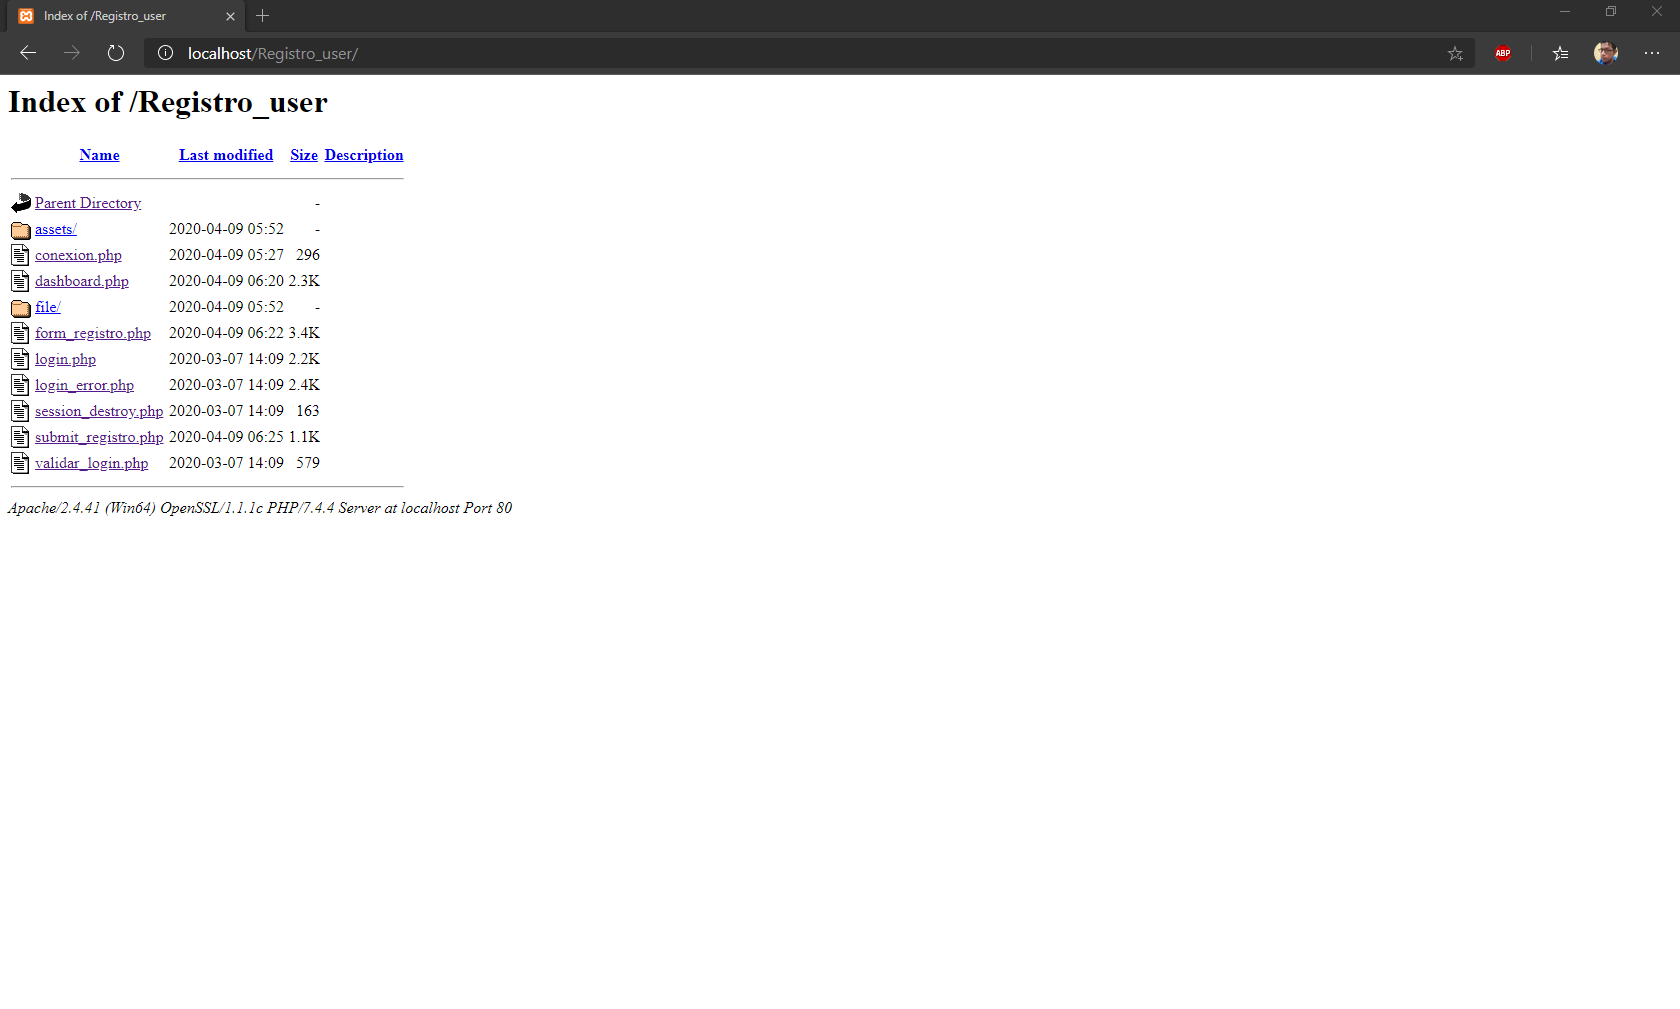 Index of /Registro_user
localhost/Registro_user/
ABP
Index of /Registro_user
Name Last modified Size Description
Parent Directory -
assets/ 2020-04-09 05:52 -
conexion.php 2020-04-09 05:27 296
dashboard.php 2020-04-09 06:20 2.3K
file/ 2020-04-09 05:52 -
form_registro.php 2020-04-09 06:22 3.4K
login.php 2020-03-07 14:09 2.2K
login_error.php 2020-03-07 14:09 2.4K
session_destroy.php 2020-03-07 14:09 163
submit_registro.php 2020-04-09 06:25 1.1K
validar_login.php 2020-03-07 14:09 579
Apache/2.4.41 (Win64) OpenSSL/1.1.1c PHP/7.4.4 Server at localhost Port 80